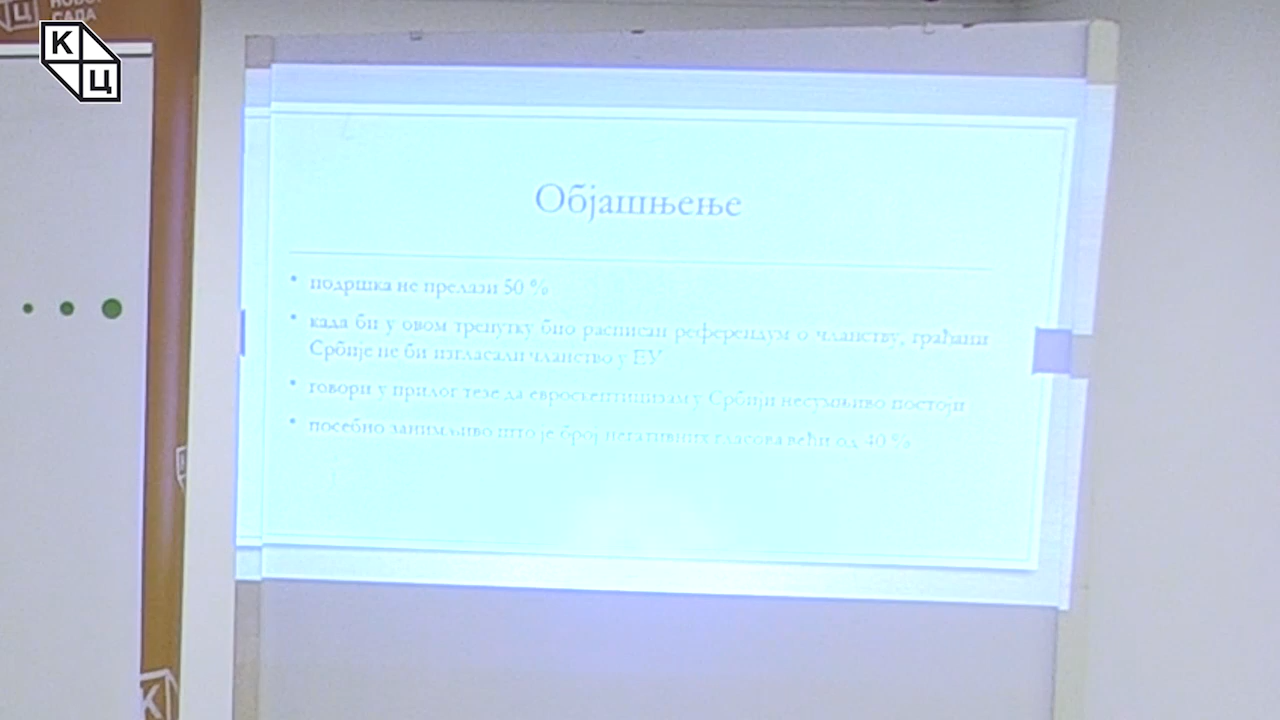 НОВОГ
САДА
К
Ц
Објашњење
• подршка не прелази 50 %
• када би у овом тренутку био расписан референдум о чланству, грађани
Србије не би изгласали чланство у ЕУ
• говори у прилог тезе да евроскептицизам у Србији несумњиво постоји
• посебно занимљиво што је број негативних гласова већи од 40 %
К